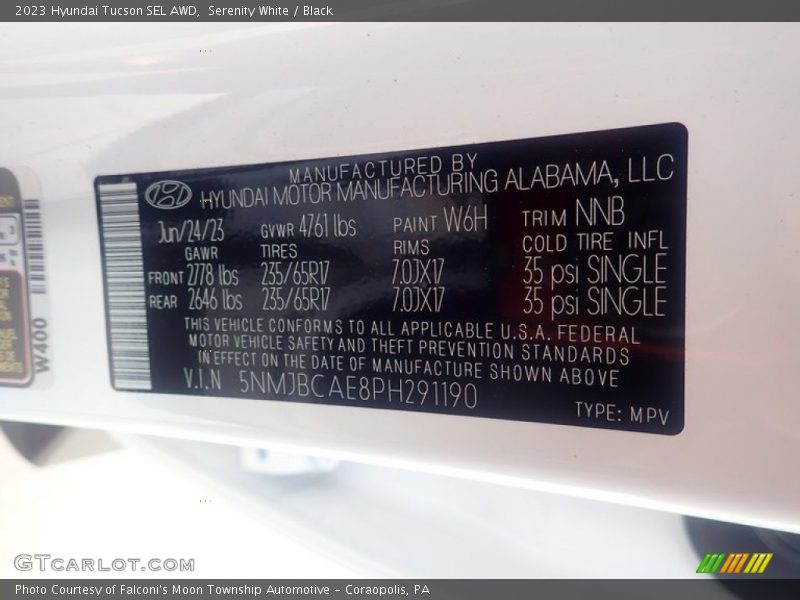 2023 Hyundai Tucson SEL AWD,  Serenity White / Black
MANUFACTURED BY
HYUNDAI MOTOR MANUFACTURING ALABAMA, LLC
Jun/24/23 GVWR 4761 lbs PAINT W6H TRIM NNB
GAWR TIRES RIMS COLD TIRE INFL
FRONT 2778 lbs 235/65R17 7.0JX17 35 psi SINGLE
REAR 2646 lbs 235/65R17 7.0JX17 35 psi SINGLE
THIS VEHICLE CONFORMS TO ALL APPLICABLE U.S.A. FEDERAL
MOTOR VEHICLE SAFETY AND THEFT PREVENTION STANDARDS
IN EFFECT ON THE DATE OF MANUFACTURE SHOWN ABOVE
V.I.N 5NMJBCAE8PH291190
TYPE: MPV
W400
GTcarlot.com
Photo Courtesy of Falconi's Moon Township Automotive - Coraopolis, PA